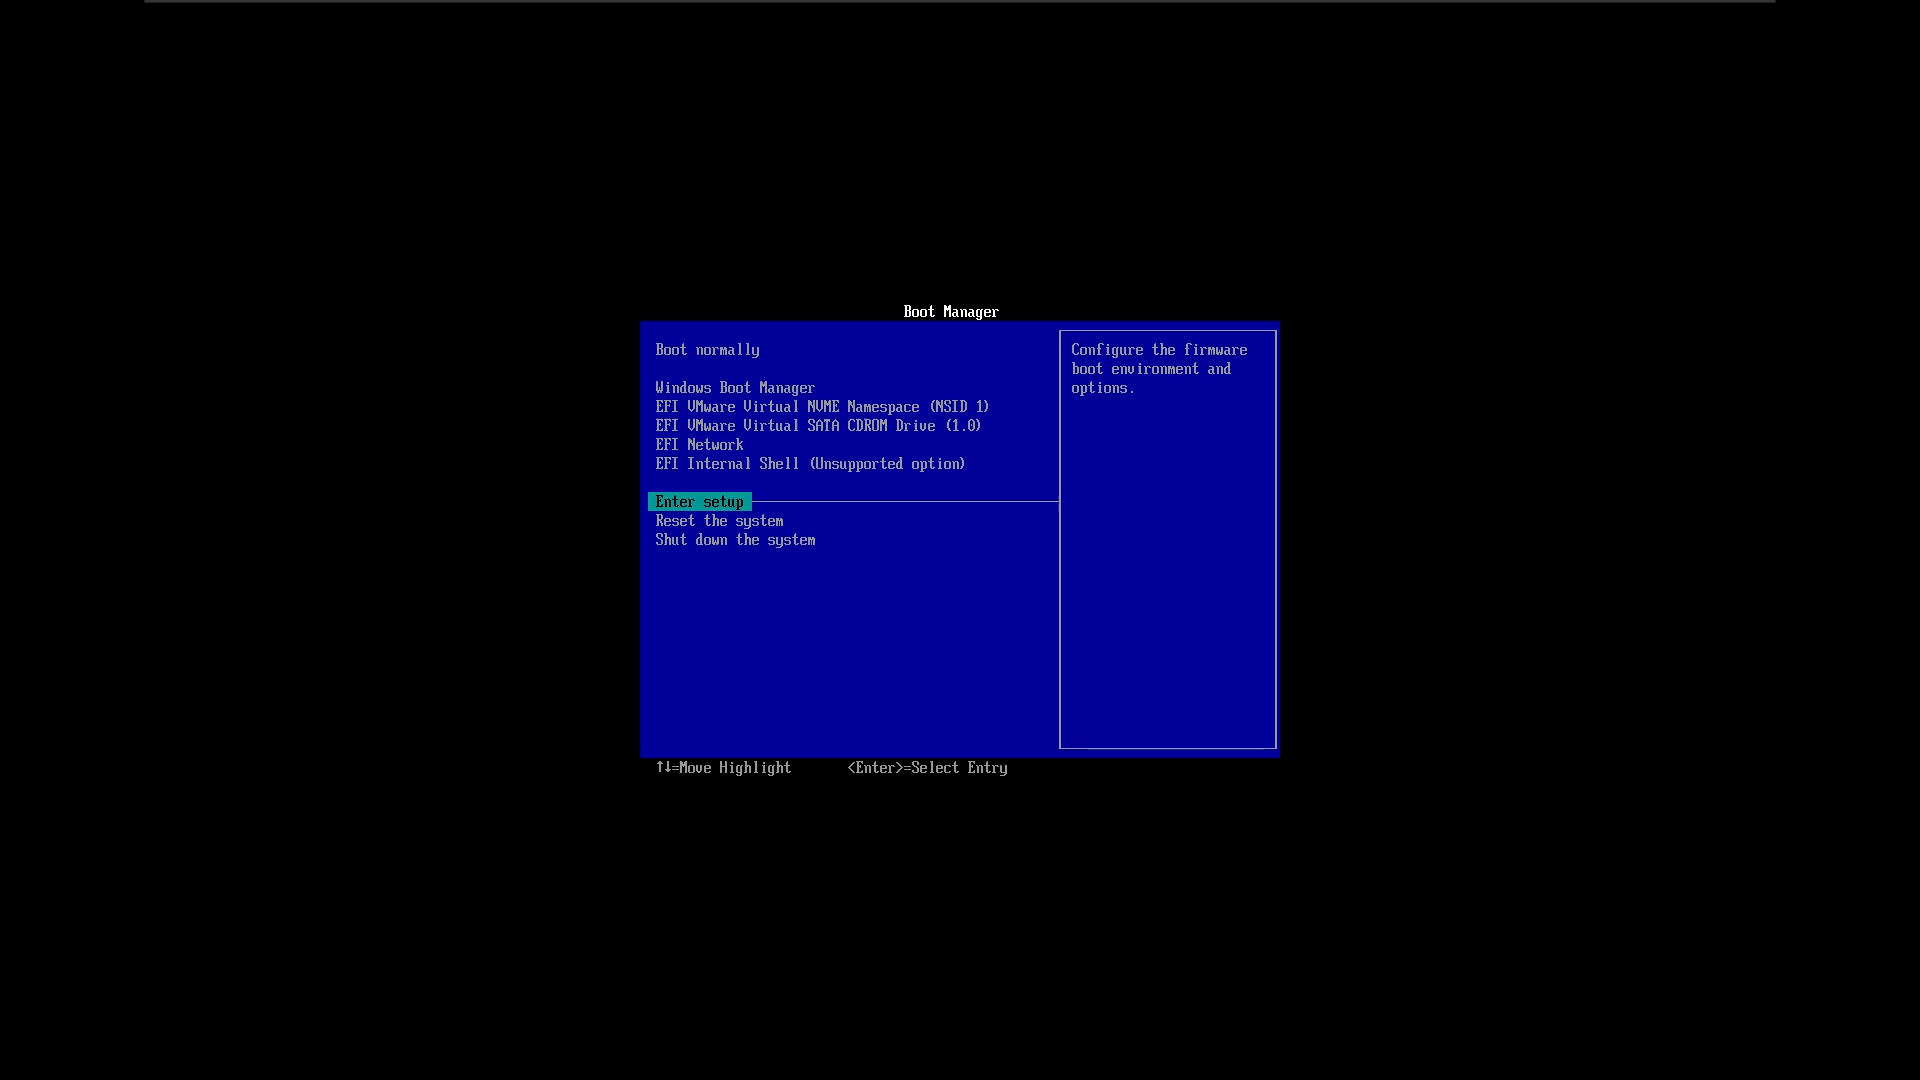 Boot Manager
Boot normally
Configure the firmware
boot environment and
options.
Windows Boot Manager
EFI VMware Virtual NVME Namespace (NSID 1)
EFI VMware Virtual SATA CDROM Drive (1.0)
EFI Network
EFI Internal Shell (Unsupported option)
Enter setup
Reset the system
Shut down the system
↑↓=Move Highlight <Enter>=Select Entry